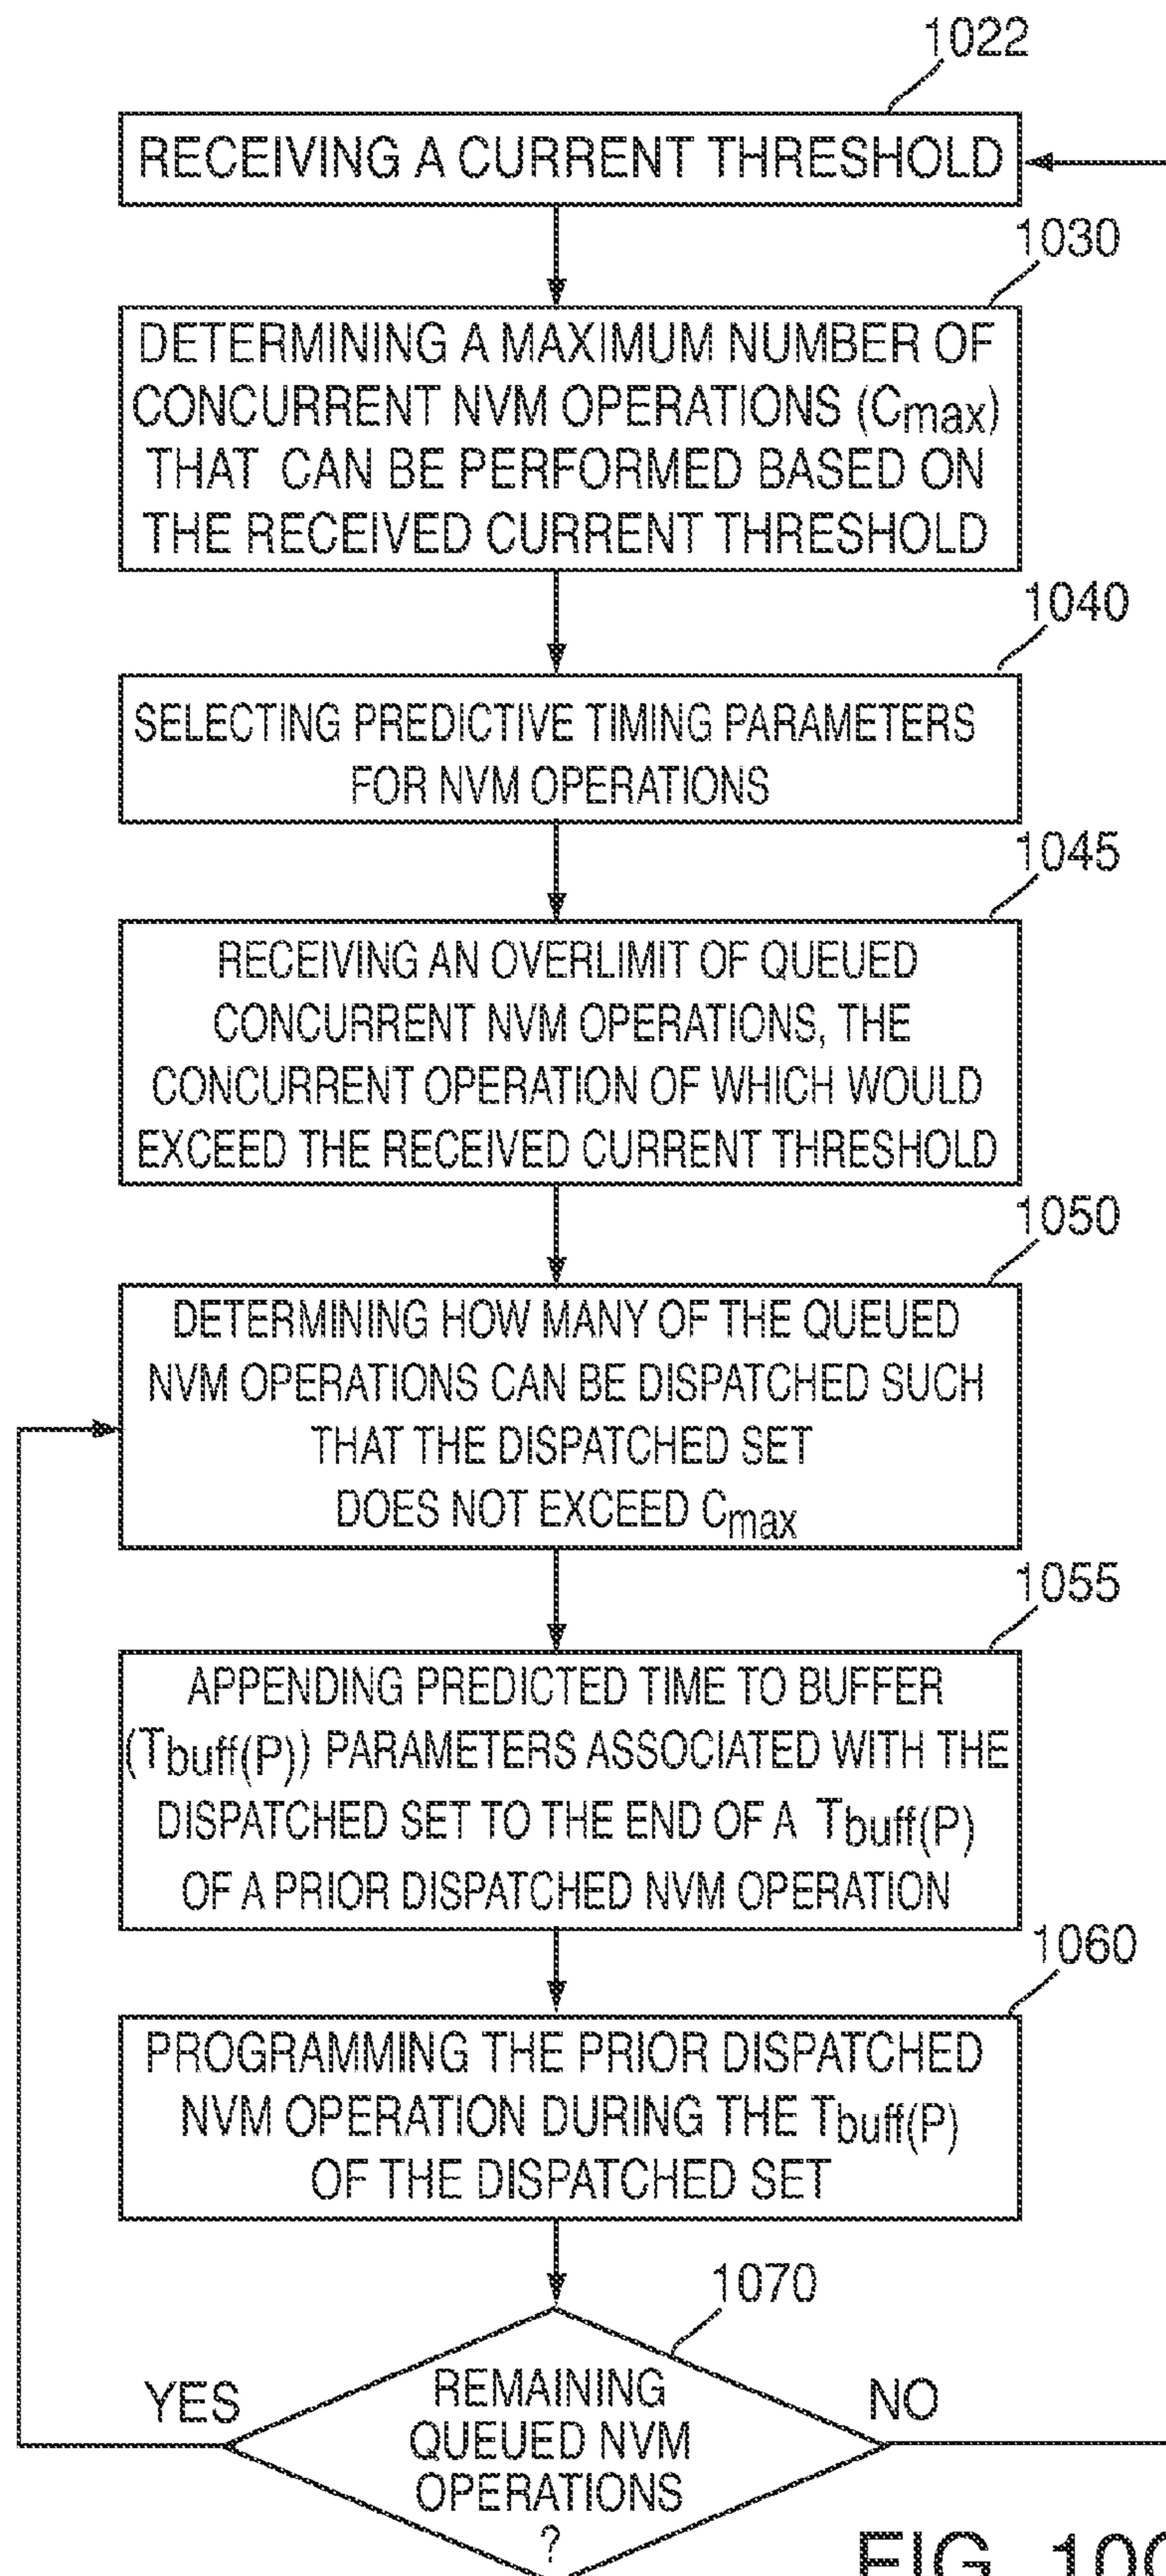 1022
RECEIVING A CURRENT THRESHOLD
1030
DETERMINING A MAXIMUM NUMBER OF
CONCURRENT NVM OPERATIONS (Cmax)
THAT CAN BE PERFORMED BASED ON
THE RECEIVED CURRENT THRESHOLD
1040
SELECTING PREDICTIVE TIMING PARAMETERS
FOR NVM OPERATIONS
1045
RECEIVING AN OVERLIMIT OF QUEUED
CONCURRENT NVM OPERATIONS, THE
CONCURRENT OPERATION OF WHICH WOULD
EXCEED THE RECEIVED CURRENT THRESHOLD
1050
DETERMINING HOW MANY OF THE QUEUED
NVM OPERATIONS CAN BE DISPATCHED SUCH
THAT THE DISPATCHED SET
DOES NOT EXCEED Cmax
1055
APPENDING PREDICTED TIME TO BUFFER
(Tbuff(P)) PARAMETERS ASSOCIATED WITH THE
DISPATCHED SET TO THE END OF A Tbuff(P)
OF A PRIOR DISPATCHED NVM OPERATION
1060
PROGRAMMING THE PRIOR DISPATCHED
NVM OPERATION DURING THE Tbuff(P)
OF THE DISPATCHED SET
1070
YES
REMAINING
QUEUED NVM
OPERATIONS
?
NO
FIG.